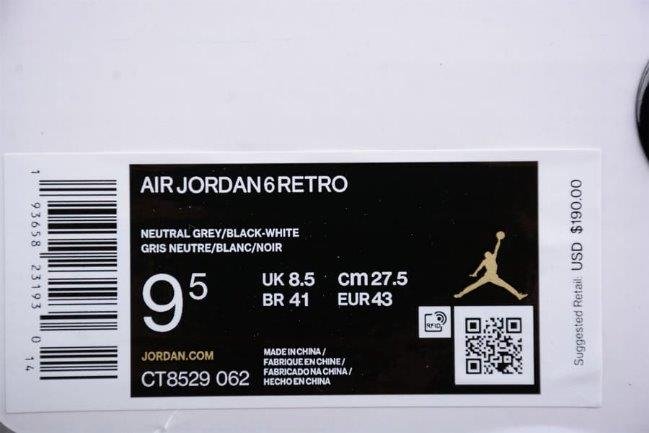 AIR JORDAN 6 RETRO
NEUTRAL GREY/BLACK-WHITE
GRIS NEUTRE/BLANC/NOIR
9 5
UK 8.5 cm 27.5
BR 41 EUR 43
RFID
JORDAN.COM
CT8529 062
MADE IN CHINA /
FABRIQUE EN CHINE /
FABRICADO NA CHINA /
HECHO EN CHINA
1 93658 23193 0 14
Suggested Retail: USD $190.00